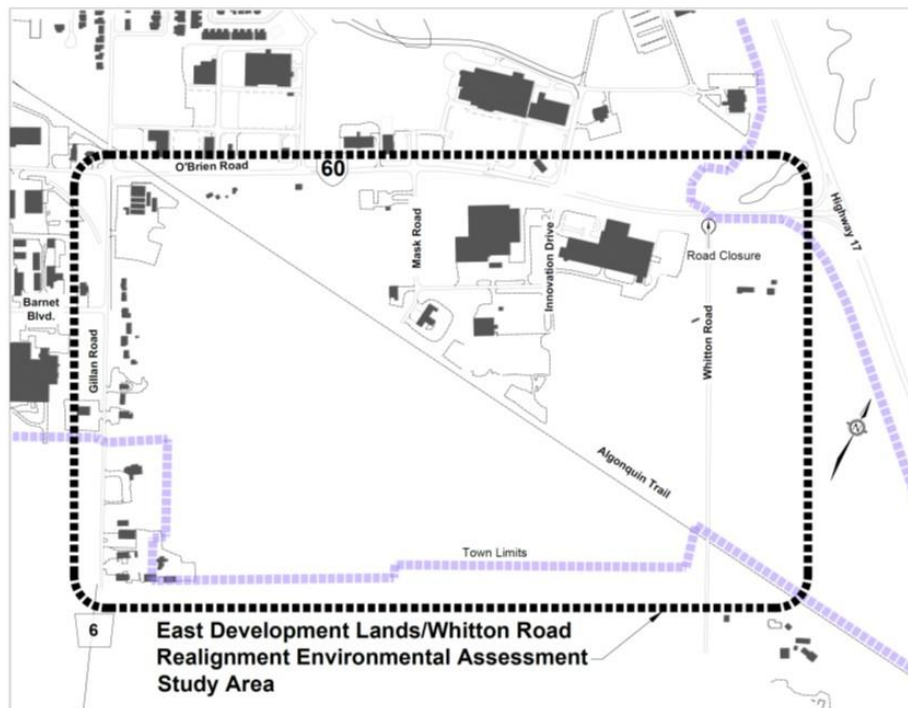 O'Brien Road
60
Highway 17
Mask Road
Innovation Drive
Road Closure
Barnet
Blvd.
Gillan Road
Whitton Road
Algonquin Trail
Town Limits
6
East Development Lands/Whitton Road
Realignment Environmental Assessment
Study Area